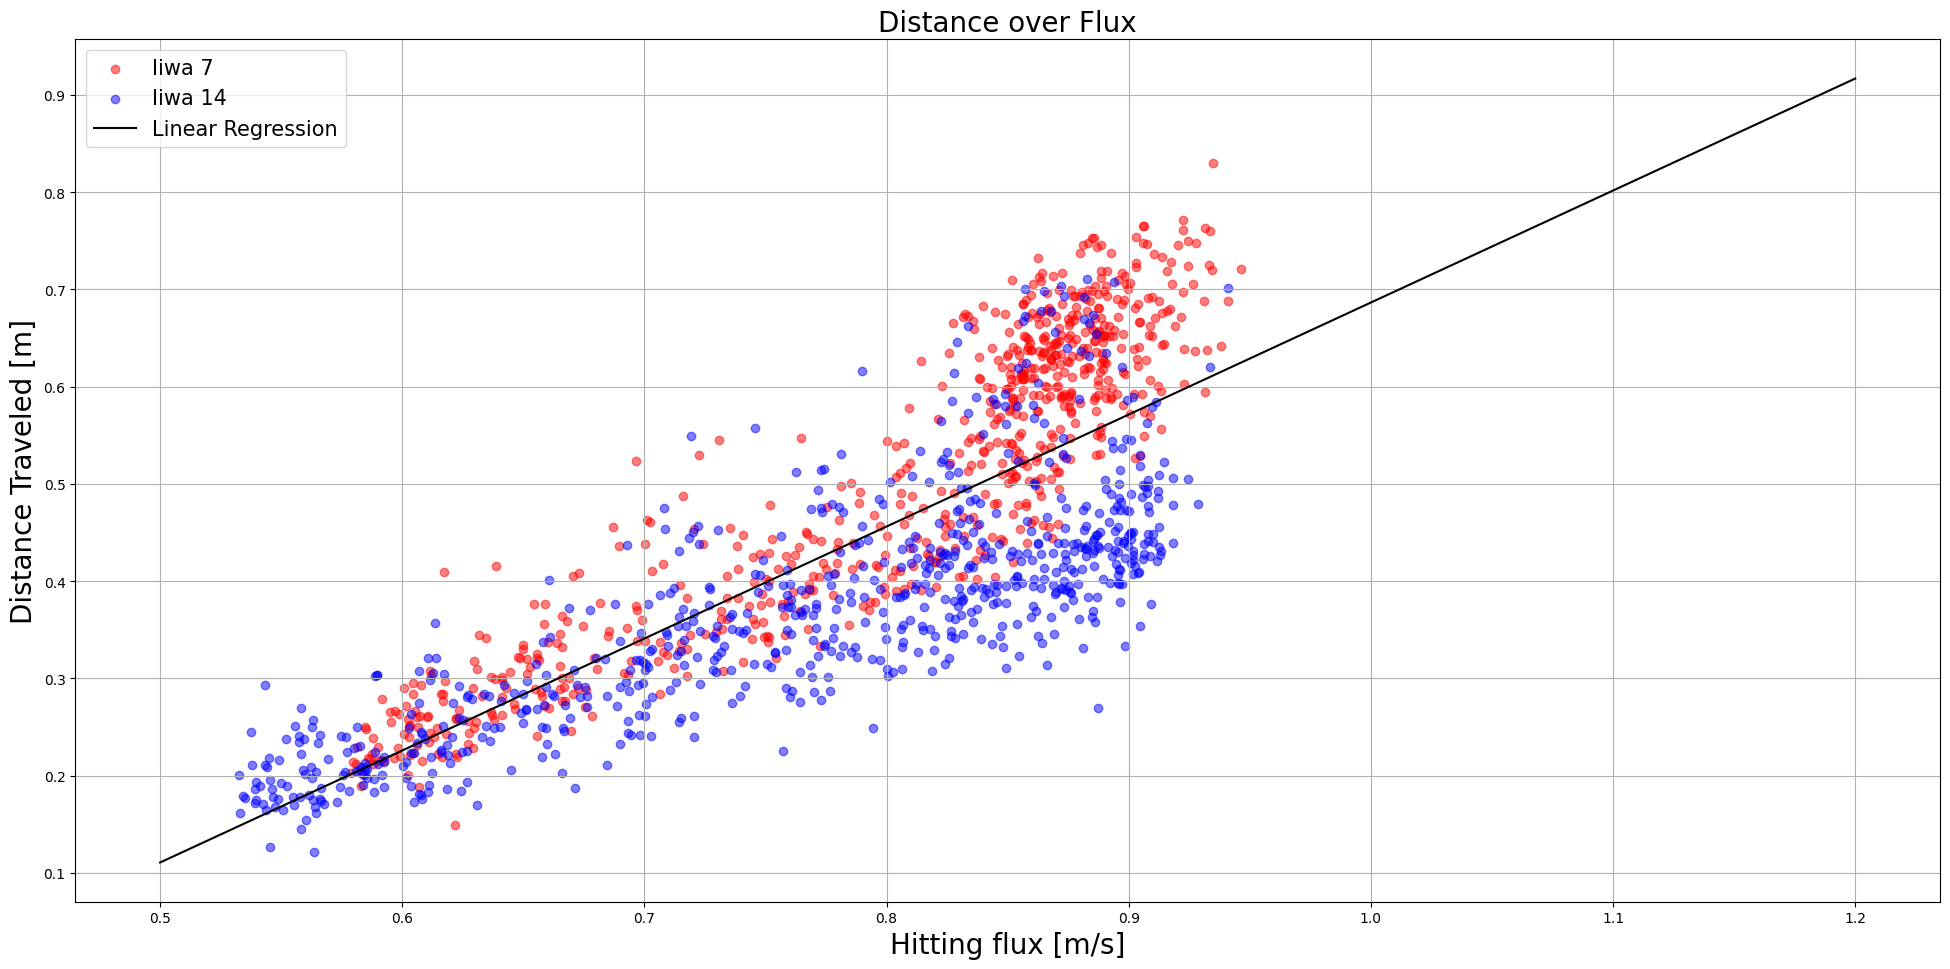 Distance over Flux
Iiwa 7
Iiwa 14
Linear Regression
Distance Traveled [m]
0.9
0.8
0.7
0.6
0.5
0.4
0.3
0.2
0.1
0.5 0.6 0.7 0.8 0.9 1.0 1.1 1.2
Hitting flux [m/s]